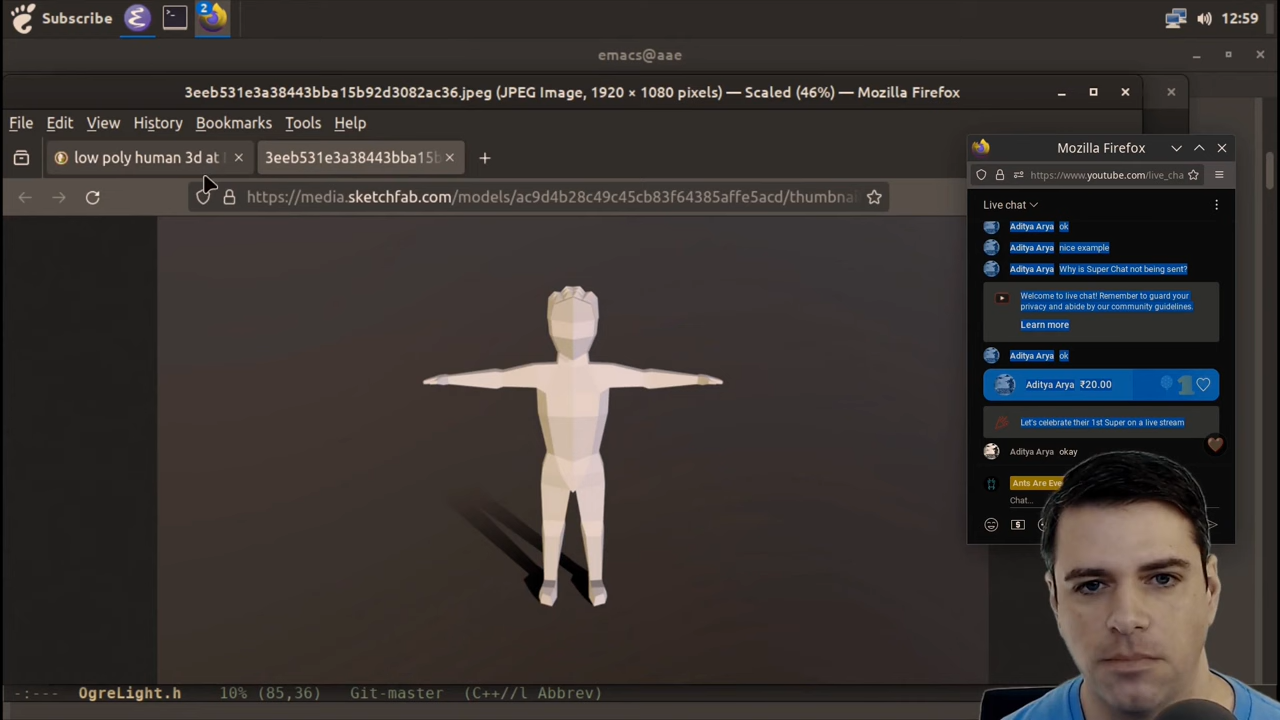 Subscribe
2
12:59
emacs@aae
3eeb531e3a38443bba15b92d3082ac36.jpeg (JPEG Image, 1920 × 1080 pixels) — Scaled (46%) — Mozilla Firefox
File Edit View History Bookmarks Tools Help
low poly human 3d at
3eeb531e3a38443bba15b
https://media.sketchfab.com/models/ac9d4b28c49c45cb83f64385affe5acd/thumbna
Mozilla Firefox
https://www.youtube.com/live_cha
Live chat
Aditya Arya ok
Aditya Arya nice example
Aditya Arya Why is Super Chat not being sent?
Welcome to live chat! Remember to guard your
privacy and abide by our community guidelines.
Learn more
Aditya Arya ok
Aditya Arya ₹20.00 1
Let's celebrate their 1st Super on a live stream
Aditya Arya okay
Ants Are Eve
Chat...
-:--- OgreLight.h 10% (85,36) Git-master (C++//l Abbrev)